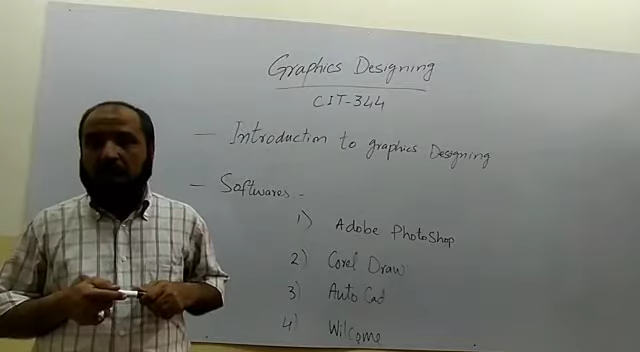 Graphics Designing
CIT-344
- Introduction to graphics Designing
- Softwares -
1) Adobe PhotoShop
2) Corel Draw
3) Auto Cad
4) Wilcome